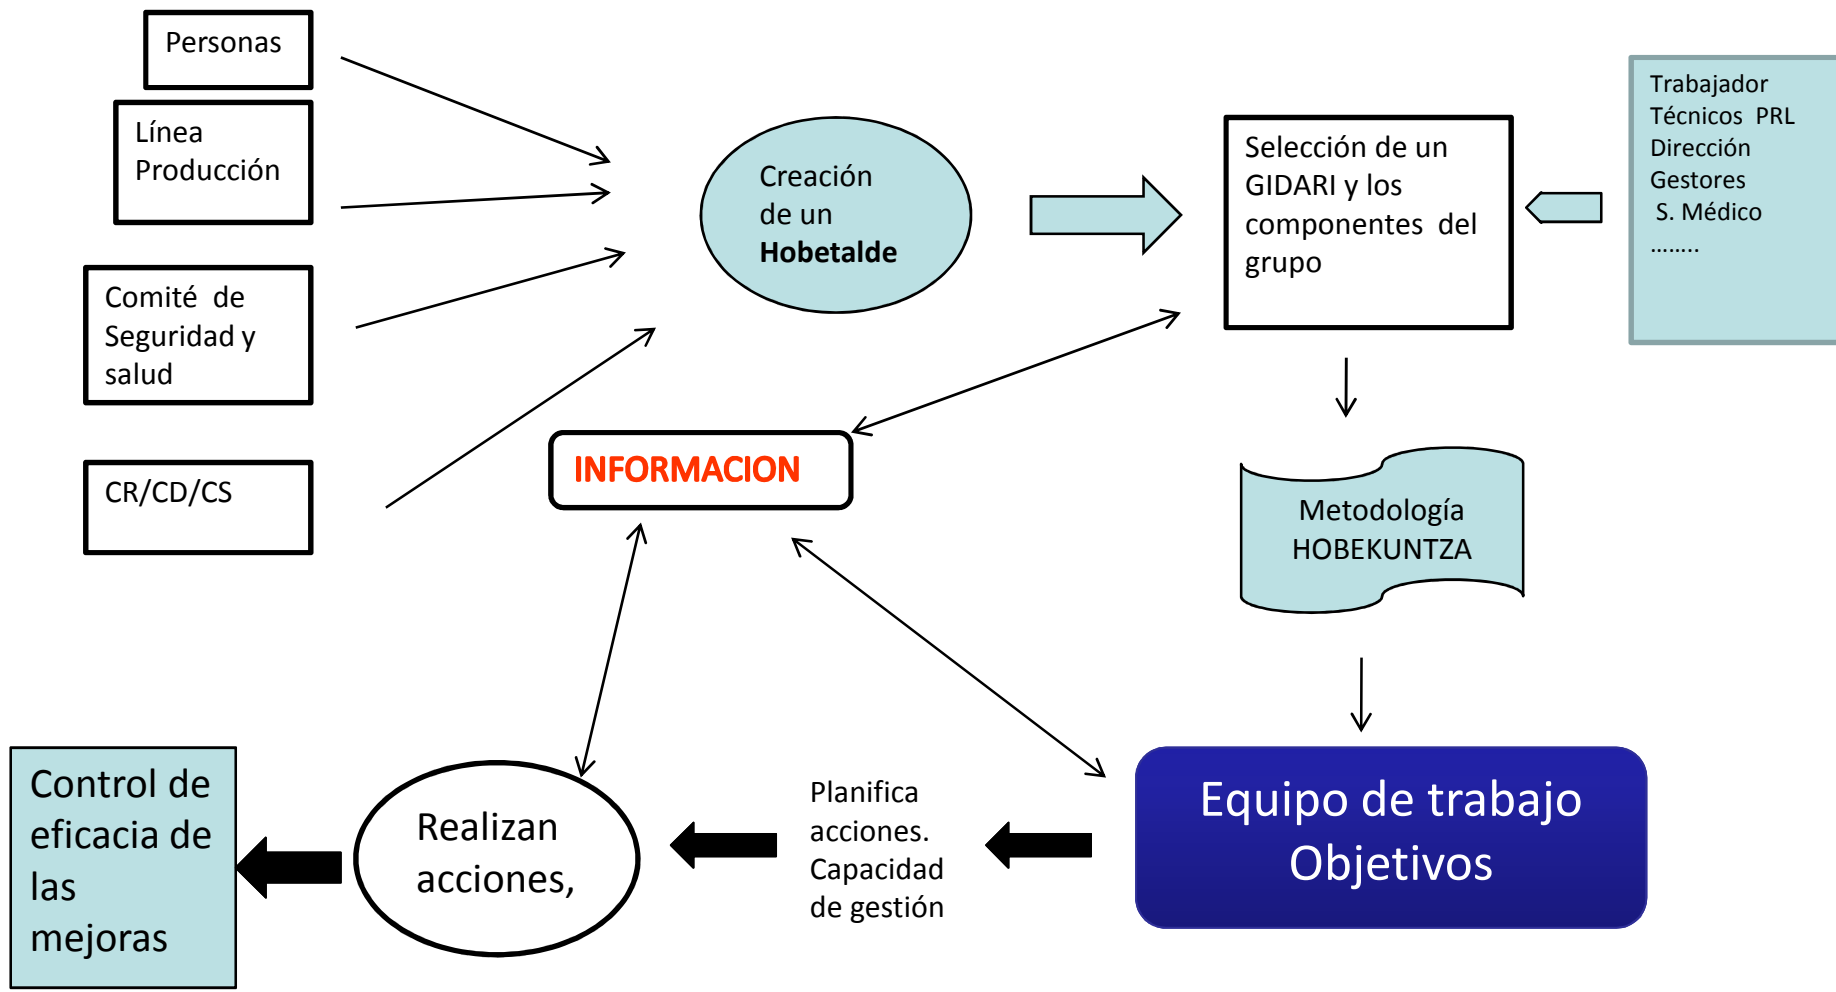 Personas
Línea
Producción
Comité de
Seguridad y
salud
CR/CD/CS
Creación
de un
Hobetalde
Selección de un
GIDARI y los
componentes del
grupo
Trabajador
Técnicos PRL
Dirección
Gestores
S. Médico
........
INFORMACION
Metodología
HOBEKUNTZA
Equipo de trabajo
Objetivos
Planifica
acciones.
Capacidad
de gestión
Realizan
acciones,
Control de
eficacia de
las
mejoras